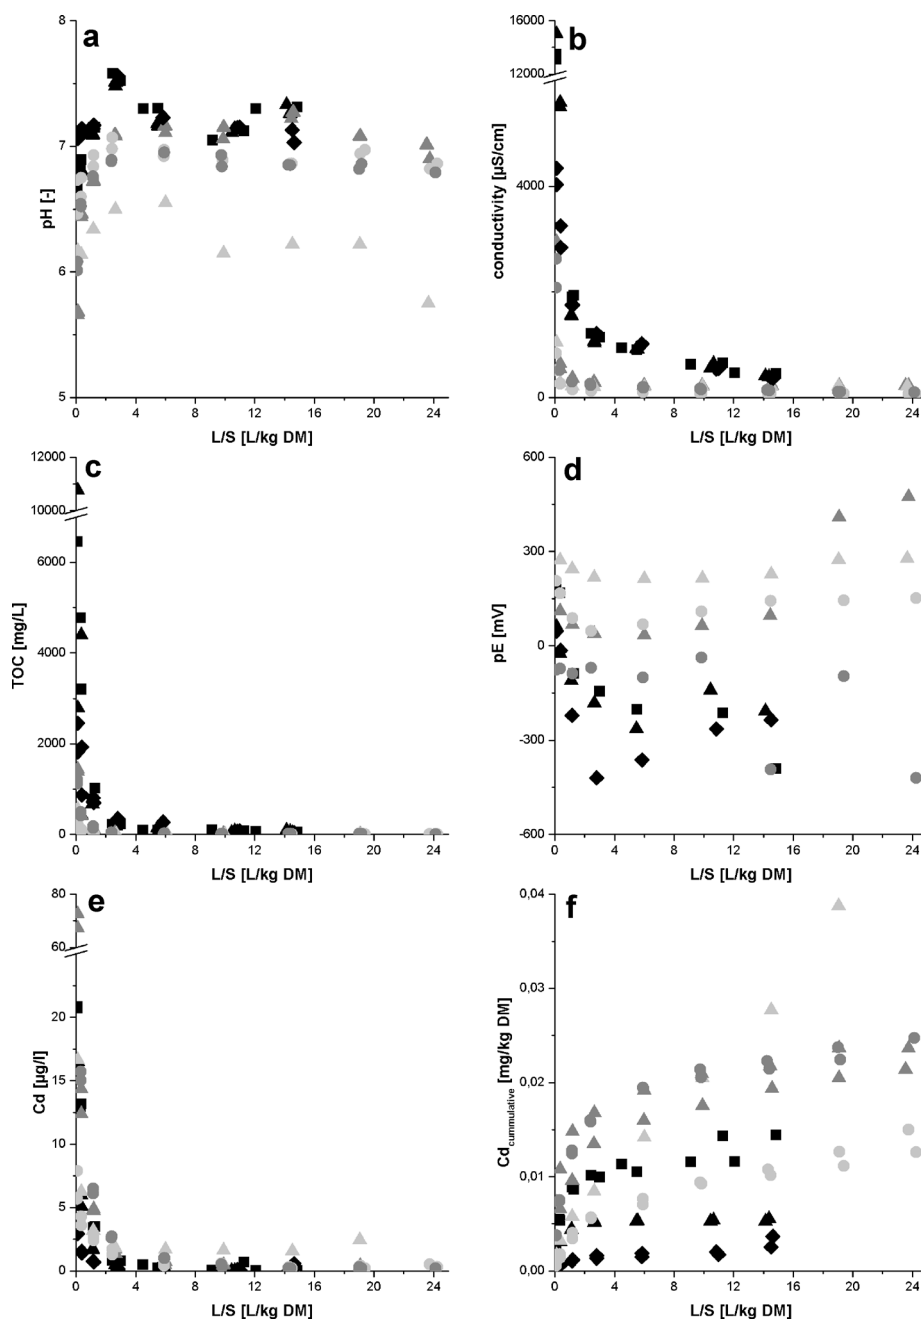 a
8
7
6
5
pH [-]
0 4 8 12 16 20 24
L/S [L/kg DM]
b
16000
12000
4000
0
conductivity [µS/cm]
0 4 8 12 16 20 24
L/S [L/kg DM]
c
12000
10000
6000
4000
2000
0
TOC [mg/L]
0 4 8 12 16 20 24
L/S [L/kg DM]
d
600
300
0
-300
-600
pE [mV]
0 4 8 12 16 20 24
L/S [L/kg DM]
e
80
60
20
15
10
5
0
Cd [µg/l]
0 4 8 12 16 20 24
L/S [L/kg DM]
f
0,04
0,03
0,02
0,01
0,00
Cd cummulative [mg/kg DM]
0 4 8 12 16 20 24
L/S [L/kg DM]